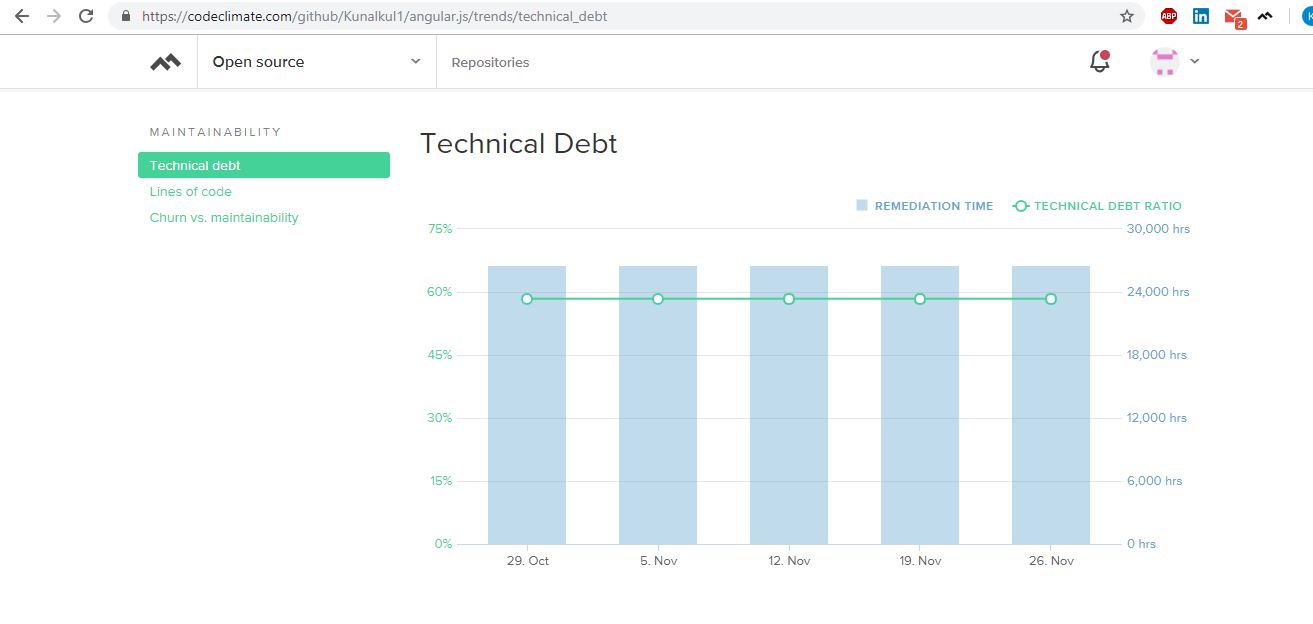 https://codeclimate.com/github/Kunalkul1/angular.js/trends/technical_debt
ABP
in
2
K
Open source
Repositories
MAINTAINABILITY
Technical debt
Lines of code
Churn vs. maintainability
Technical Debt
REMEDIATION TIME TECHNICAL DEBT RATIO
75% 30,000 hrs
60% 24,000 hrs
45% 18,000 hrs
30% 12,000 hrs
15% 6,000 hrs
0% 0 hrs
29. Oct 5. Nov 12. Nov 19. Nov 26. Nov